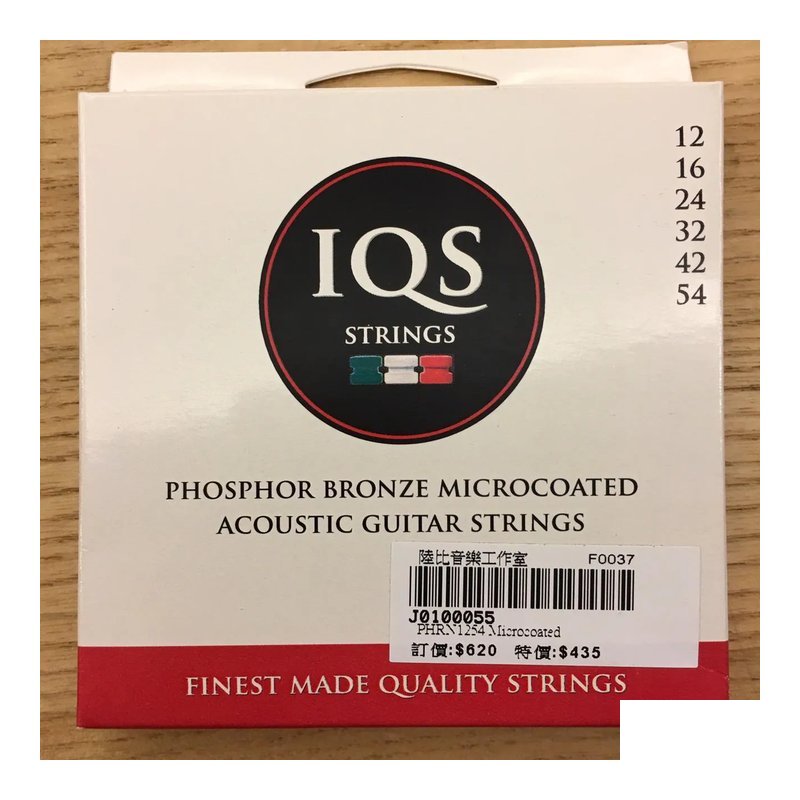 12
16
24
32
42
54
IQS
STRINGS
PHOSPHOR BRONZE MICROCOATED
ACOUSTIC GUITAR STRINGS
陸比音樂工作室 F0037
J0100055
PHRN1254 Microcoated
訂價:$620 特價:$435
FINEST MADE QUALITY STRINGS